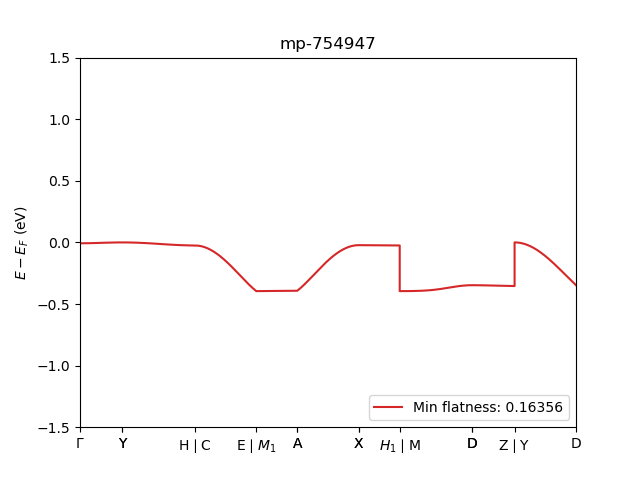 mp-754947
E − E_F (eV)
1.5
1.0
0.5
0.0
−0.5
−1.0
−1.5
Min flatness: 0.16356
Γ Y H | C E | M₁ A X H₁ | M D Z | Y D